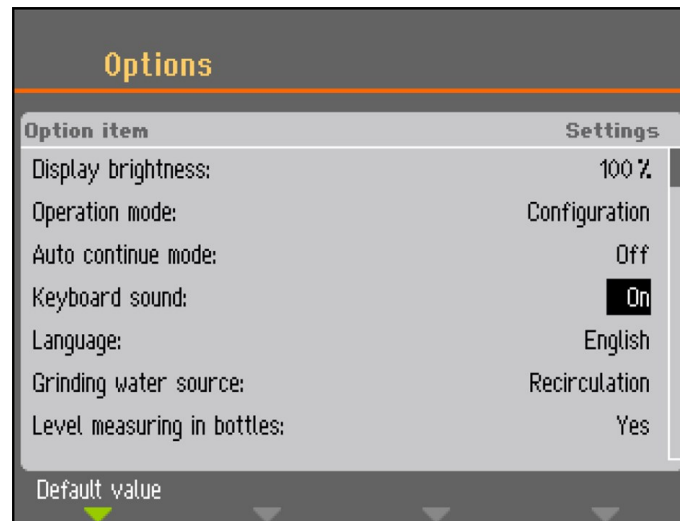 Options
Option item Settings
Display brightness: 100 %
Operation mode: Configuration
Auto continue mode: Off
Keyboard sound: On
Language: English
Grinding water source: Recirculation
Level measuring in bottles: Yes
Default value